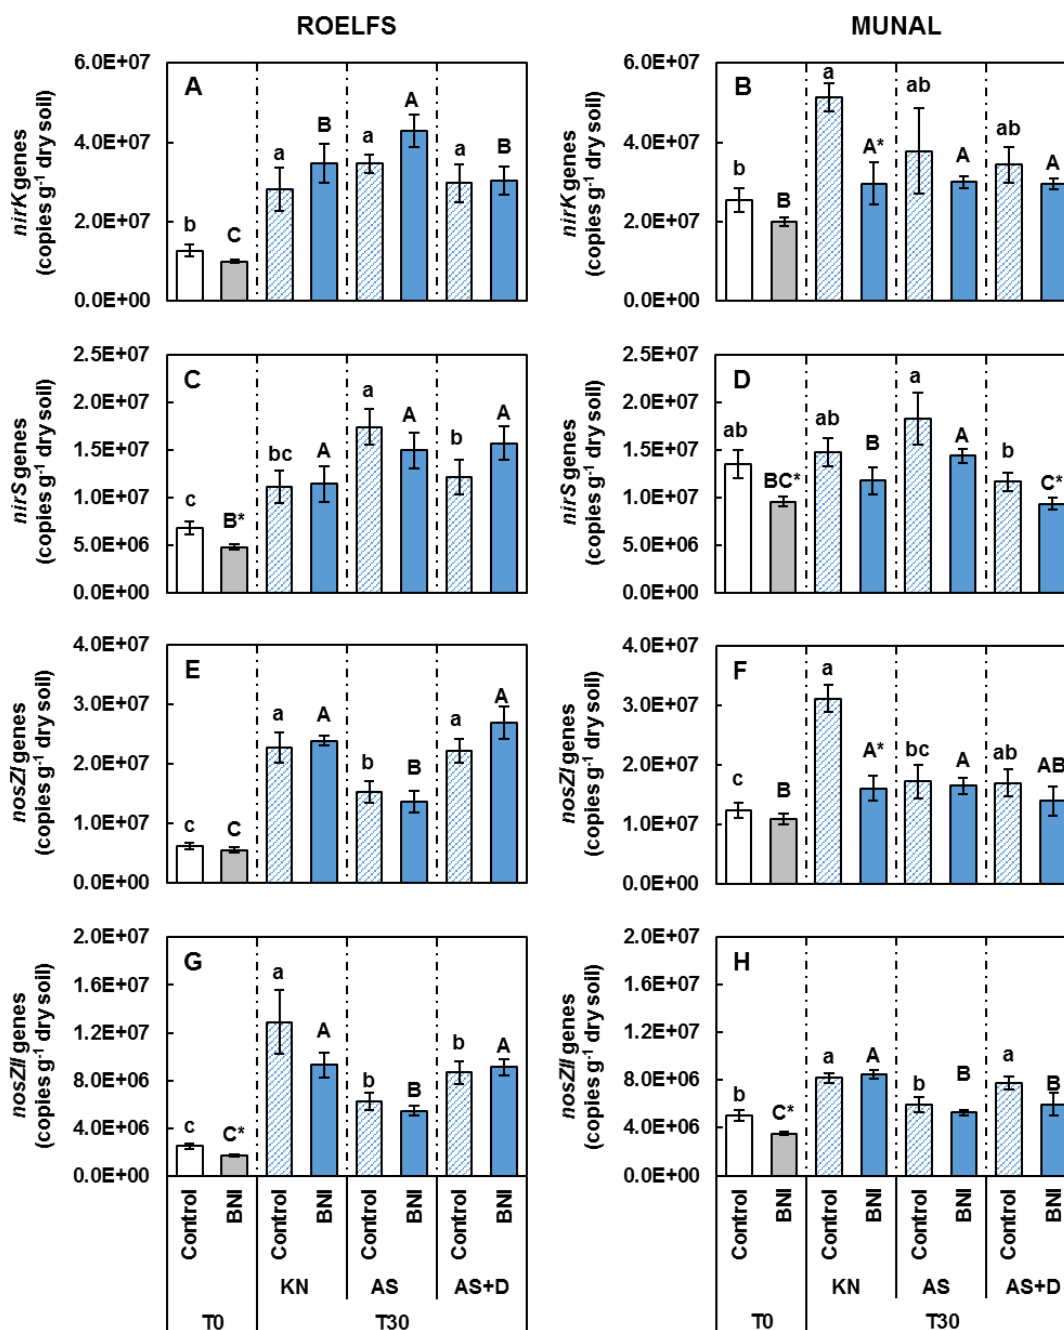 ROELFS
MUNAL
nirK genes
(copies g-1 dry soil)
6.0E+07
4.0E+07
2.0E+07
0.0E+00
A
b
C
a
B
a
A
a
B
nirK genes
(copies g-1 dry soil)
6.0E+07
4.0E+07
2.0E+07
0.0E+00
B
b
B
a
A*
ab
A
ab
A
nirS genes
(copies g-1 dry soil)
2.5E+07
2.0E+07
1.5E+07
1.0E+07
5.0E+06
0.0E+00
C
c
B*
bc
A
a
A
b
A
nirS genes
(copies g-1 dry soil)
2.5E+07
2.0E+07
1.5E+07
1.0E+07
5.0E+06
0.0E+00
D
ab
BC*
ab
B
a
A
b
C*
nosZI genes
(copies g-1 dry soil)
4.0E+07
3.0E+07
2.0E+07
1.0E+07
0.0E+00
E
c
C
a
A
b
B
a
A
nosZI genes
(copies g-1 dry soil)
4.0E+07
3.0E+07
2.0E+07
1.0E+07
0.0E+00
F
c
B
a
A*
bc
A
ab
AB
nosZII genes
(copies g-1 dry soil)
2.0E+07
1.6E+07
1.2E+07
8.0E+06
4.0E+06
0.0E+00
G
c
C*
a
A
b
B
b
A
nosZII genes
(copies g-1 dry soil)
2.0E+07
1.6E+07
1.2E+07
8.0E+06
4.0E+06
0.0E+00
H
b
C*
a
A
b
B
a
B
Control BNI Control BNI Control BNI Control BNI
KN AS AS+D
T0 T30
Control BNI Control BNI Control BNI Control BNI
KN AS AS+D
T0 T30